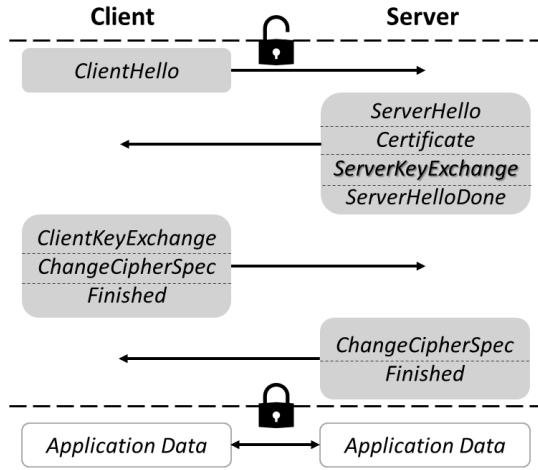 Client
Server
ClientHello
ServerHello
Certificate
ServerKeyExchange
ServerHelloDone
ClientKeyExchange
ChangeCipherSpec
Finished
ChangeCipherSpec
Finished
Application Data
Application Data